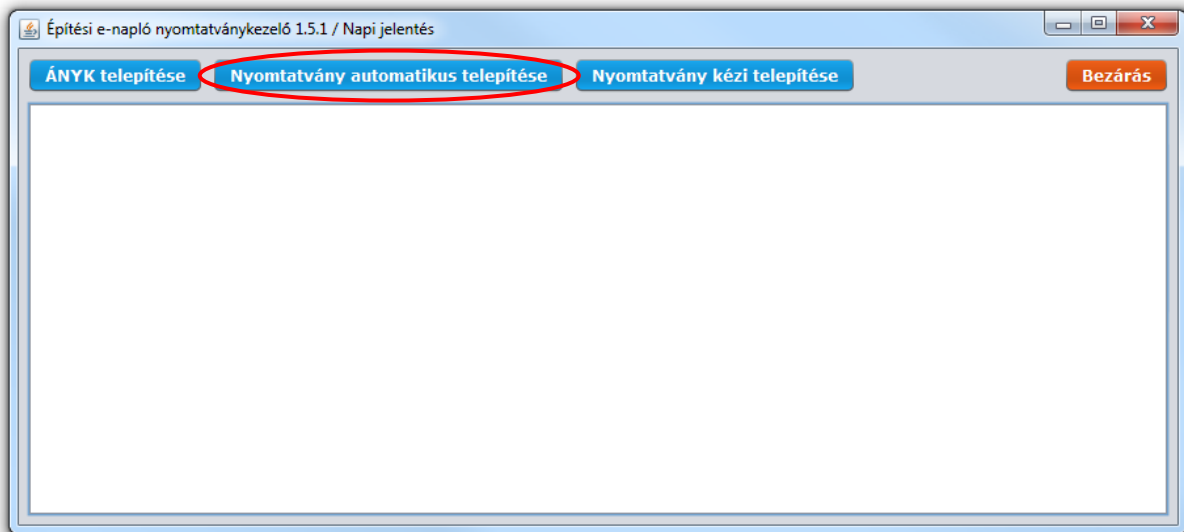 Építési e-napló nyomtatványkezelő 1.5.1 / Napi jelentés
ÁNYK telepítése Nyomtatvány automatikus telepítése Nyomtatvány kézi telepítése Bezárás